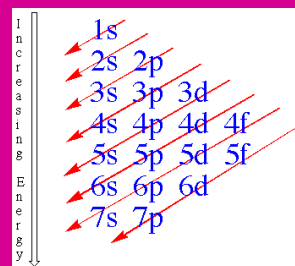 Increasing Energy
1s
2s 2p
3s 3p 3d
4s 4p 4d 4f
5s 5p 5d 5f
6s 6p 6d
7s 7p